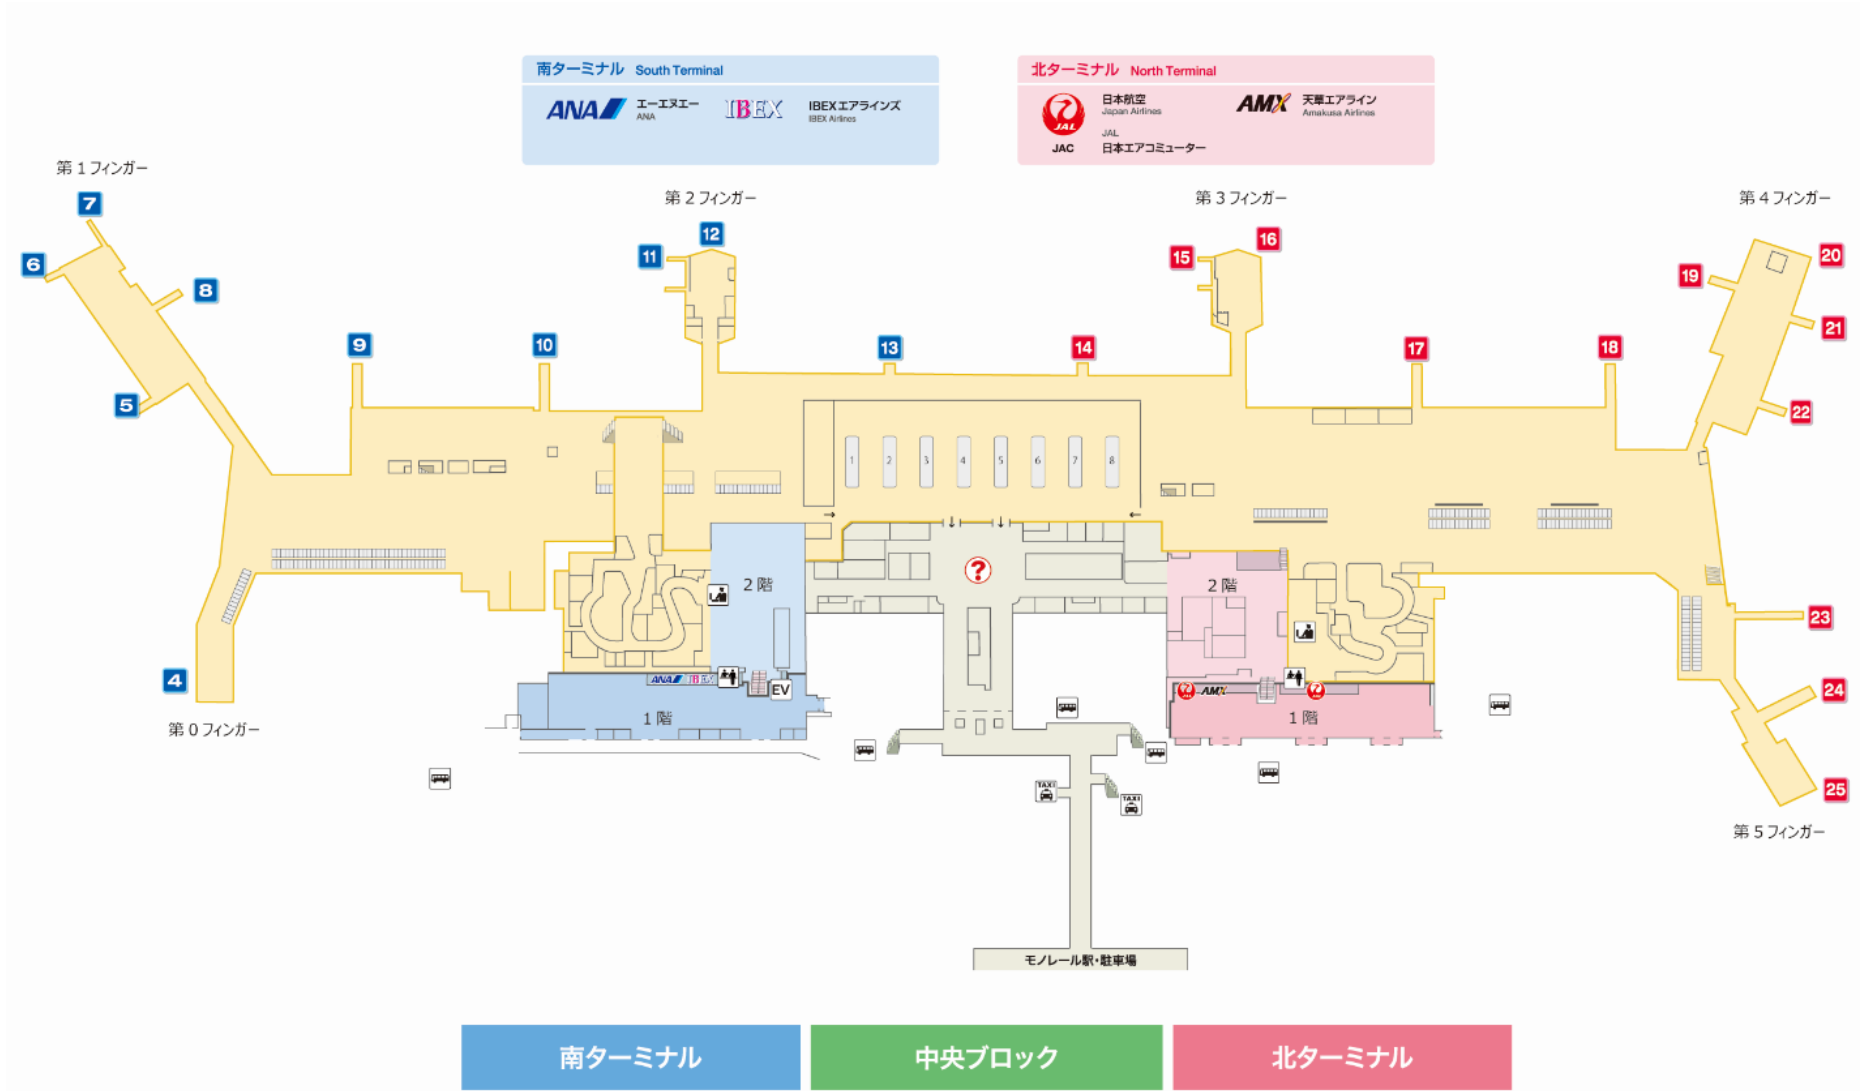 南ターミナル South Terminal
ANA エーエヌエー
ANA
IBEX IBEXエアラインズ
IBEX Airlines
北ターミナル North Terminal
JAL 日本航空
Japan Airlines
JAL
JAC 日本エアコミューター
AMX 天草エアライン
Amakusa Airlines
第1フィンガー
第2フィンガー
第3フィンガー
第4フィンガー
7
6
8
5
9
10
11
12
13
14
15
16
17
18
19
20
21
22
1 2 3 4 5 6 7 8
2階
?
2階
23
4
第0フィンガー
ANA IBEX
EV
1階
JAL AMX
JAL
1階
24
25
第5フィンガー
TAXI
TAXI
モノレール駅・駐車場
南ターミナル
中央ブロック
北ターミナル